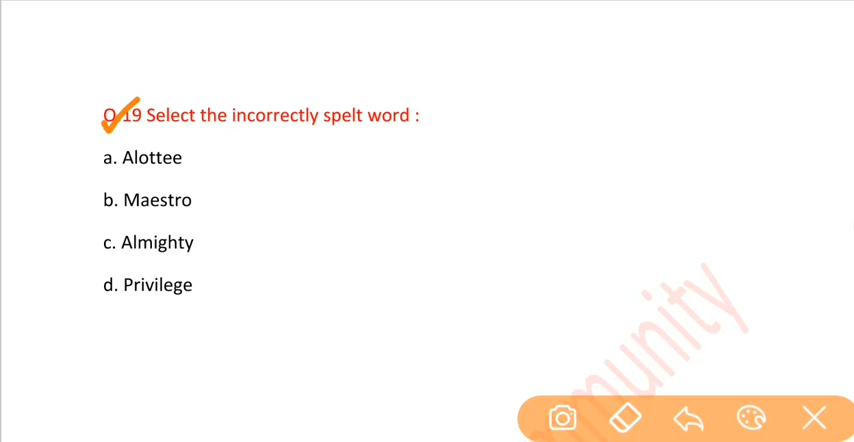 Q.19 Select the incorrectly spelt word :
a. Alottee
b. Maestro
c. Almighty
d. Privilege